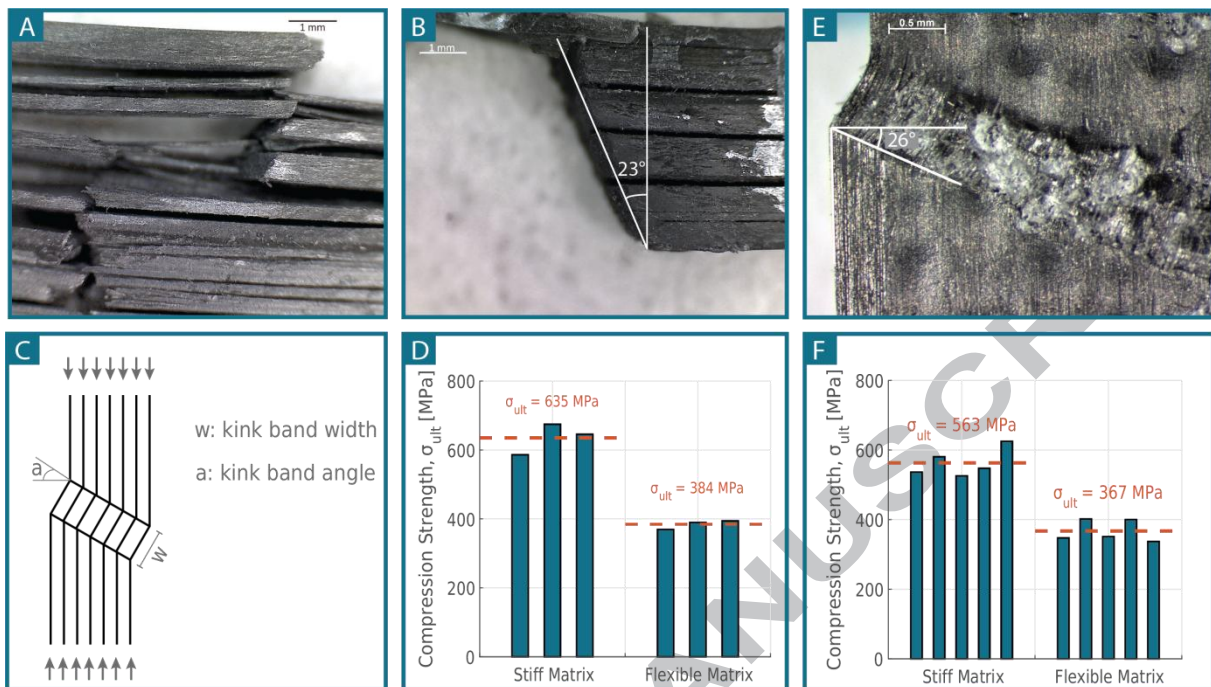 A
1 mm
B
1 mm
23°
E
0.5 mm
26°
C
a
w
w: kink band width
a: kink band angle
D
Compression Strength, σult [MPa]
800
600
400
200
0
σult = 635 MPa
σult = 384 MPa
Stiff Matrix
Flexible Matrix
F
Compression Strength, σult [MPa]
800
600
400
200
0
σult = 563 MPa
σult = 367 MPa
Stiff Matrix
Flexible Matrix
ANUSCR